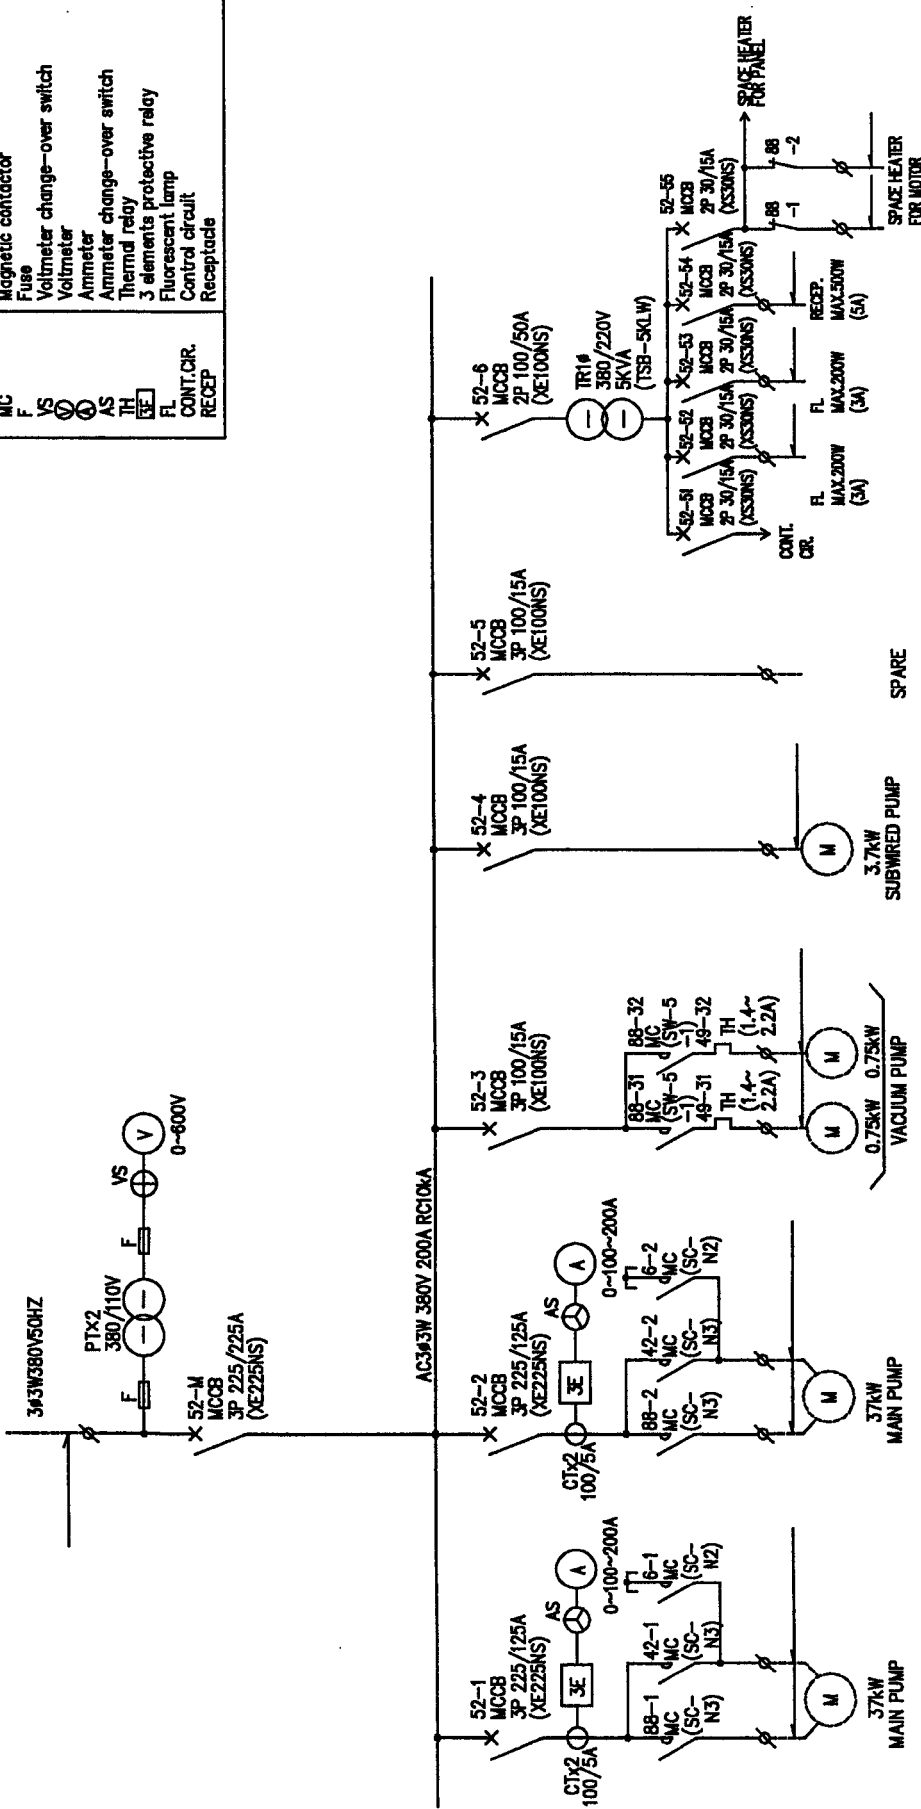 MC Magnetic contactor
F Fuse
VS Voltmeter change-over switch
V Voltmeter
A Ammeter
AS Ammeter change-over switch
TH Thermal relay
3E 3 elements protective relay
FL Fluorescent lamp
CONT.CIR. Control circuit
RECEP Receptacle
3ø3W380V50HZ
PTx2
380/110V
F
F
VS
V
0~600V
52-M
MCCB
3P 225/225A
(XE225NS)
AC3ø3W 380V 200A RC10kA
52-1
MCCB
3P 225/125A
(XE225NS)
CTx2
100/5A
3E
AS
A
0~100~200A
88-1
MC
(SC-
N3)
42-1
MC
(SC-
N3)
6-1
MC
(SC-
N2)
M
37kW
MAIN PUMP
52-2
MCCB
3P 225/125A
(XE225NS)
CTx2
100/5A
3E
AS
A
0~100~200A
88-2
MC
(SC-
N3)
42-2
MC
(SC-
N3)
6-2
MC
(SC-
N2)
M
37kW
MAIN PUMP
52-3
MCCB
3P 100/15A
(XE100NS)
88-31
MC
(SW-5
-1)
49-31
TH
(1.4~
2.2A)
88-32
MC
(SW-5
-1)
49-32
TH
(1.4~
2.2A)
M
M
0.75kW 0.75kW
VACUUM PUMP
52-4
MCCB
3P 100/15A
(XE100NS)
M
3.7kW
SUBWIRED PUMP
52-5
MCCB
3P 100/15A
(XE100NS)
SPARE
52-6
MCCB
2P 100/50A
(XE100NS)
TR1ø
380/220V
5KVA
(TSB-5KLW)
52-51
MCCB
2P 30/15A
(XS30NS)
CONT.
CIR.
52-52
MCCB
2P 30/15A
(XS30NS)
FL
MAX.200W
(3A)
52-53
MCCB
2P 30/15A
(XS30NS)
FL
MAX.200W
(3A)
52-54
MCCB
2P 30/15A
(XS30NS)
RECEP.
MAX.500W
(5A)
52-55
MCCB
2P 30/15A
(XS30NS)
SPACE HEATER
FOR PANEL
88
-1
88
-2
SPACE HEATER
FOR MOTOR